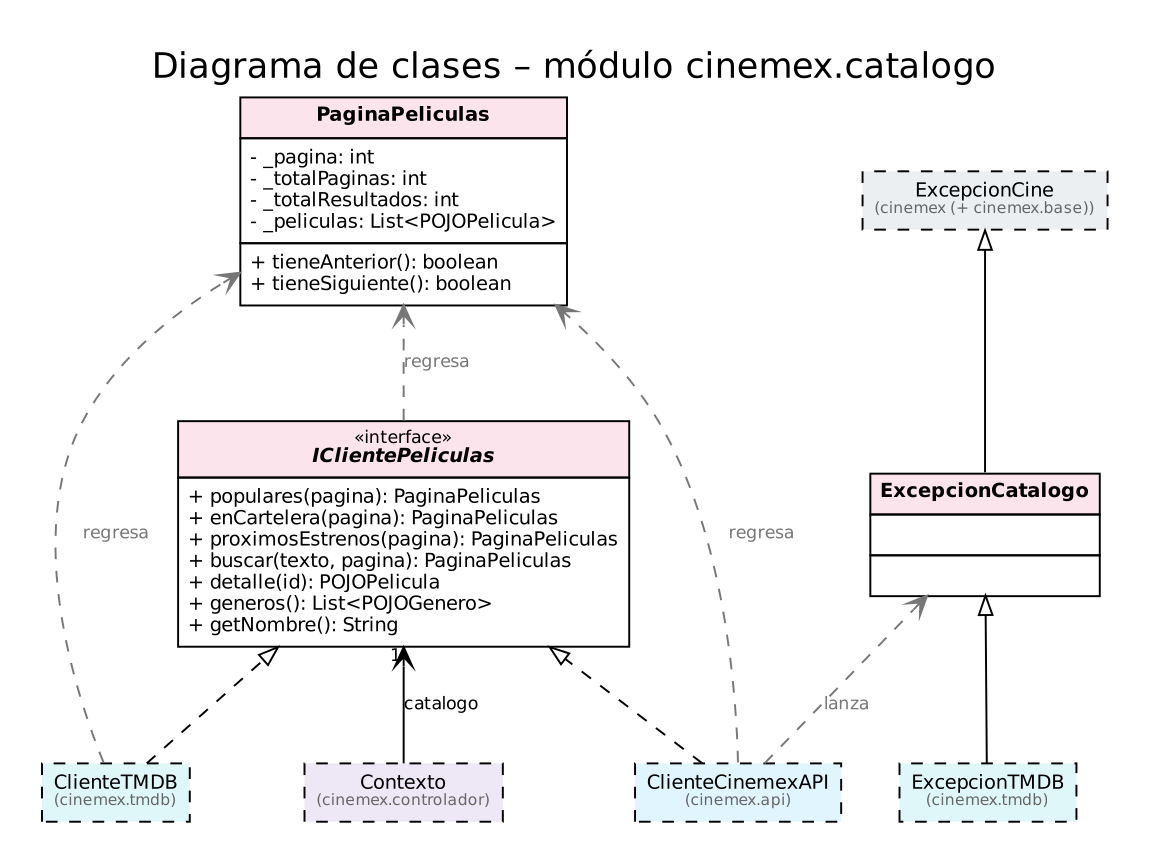 Diagrama de clases – módulo cinemex.catalogo
PaginaPeliculas
- _pagina: int
- _totalPaginas: int
- _totalResultados: int
- _peliculas: List<POJOPelicula>
+ tieneAnterior(): boolean
+ tieneSiguiente(): boolean
ExcepcionCine
(cinemex (+ cinemex.base))
regresa
«interface»
IClientePeliculas
+ populares(pagina): PaginaPeliculas
+ enCartelera(pagina): PaginaPeliculas
+ proximosEstrenos(pagina): PaginaPeliculas
+ buscar(texto, pagina): PaginaPeliculas
+ detalle(id): POJOPelicula
+ generos(): List<POJOGenero>
+ getNombre(): String
regresa
regresa
ExcepcionCatalogo
1
catalogo
lanza
ClienteTMDB
(cinemex.tmdb)
Contexto
(cinemex.controlador)
ClienteCinemexAPI
(cinemex.api)
ExcepcionTMDB
(cinemex.tmdb)